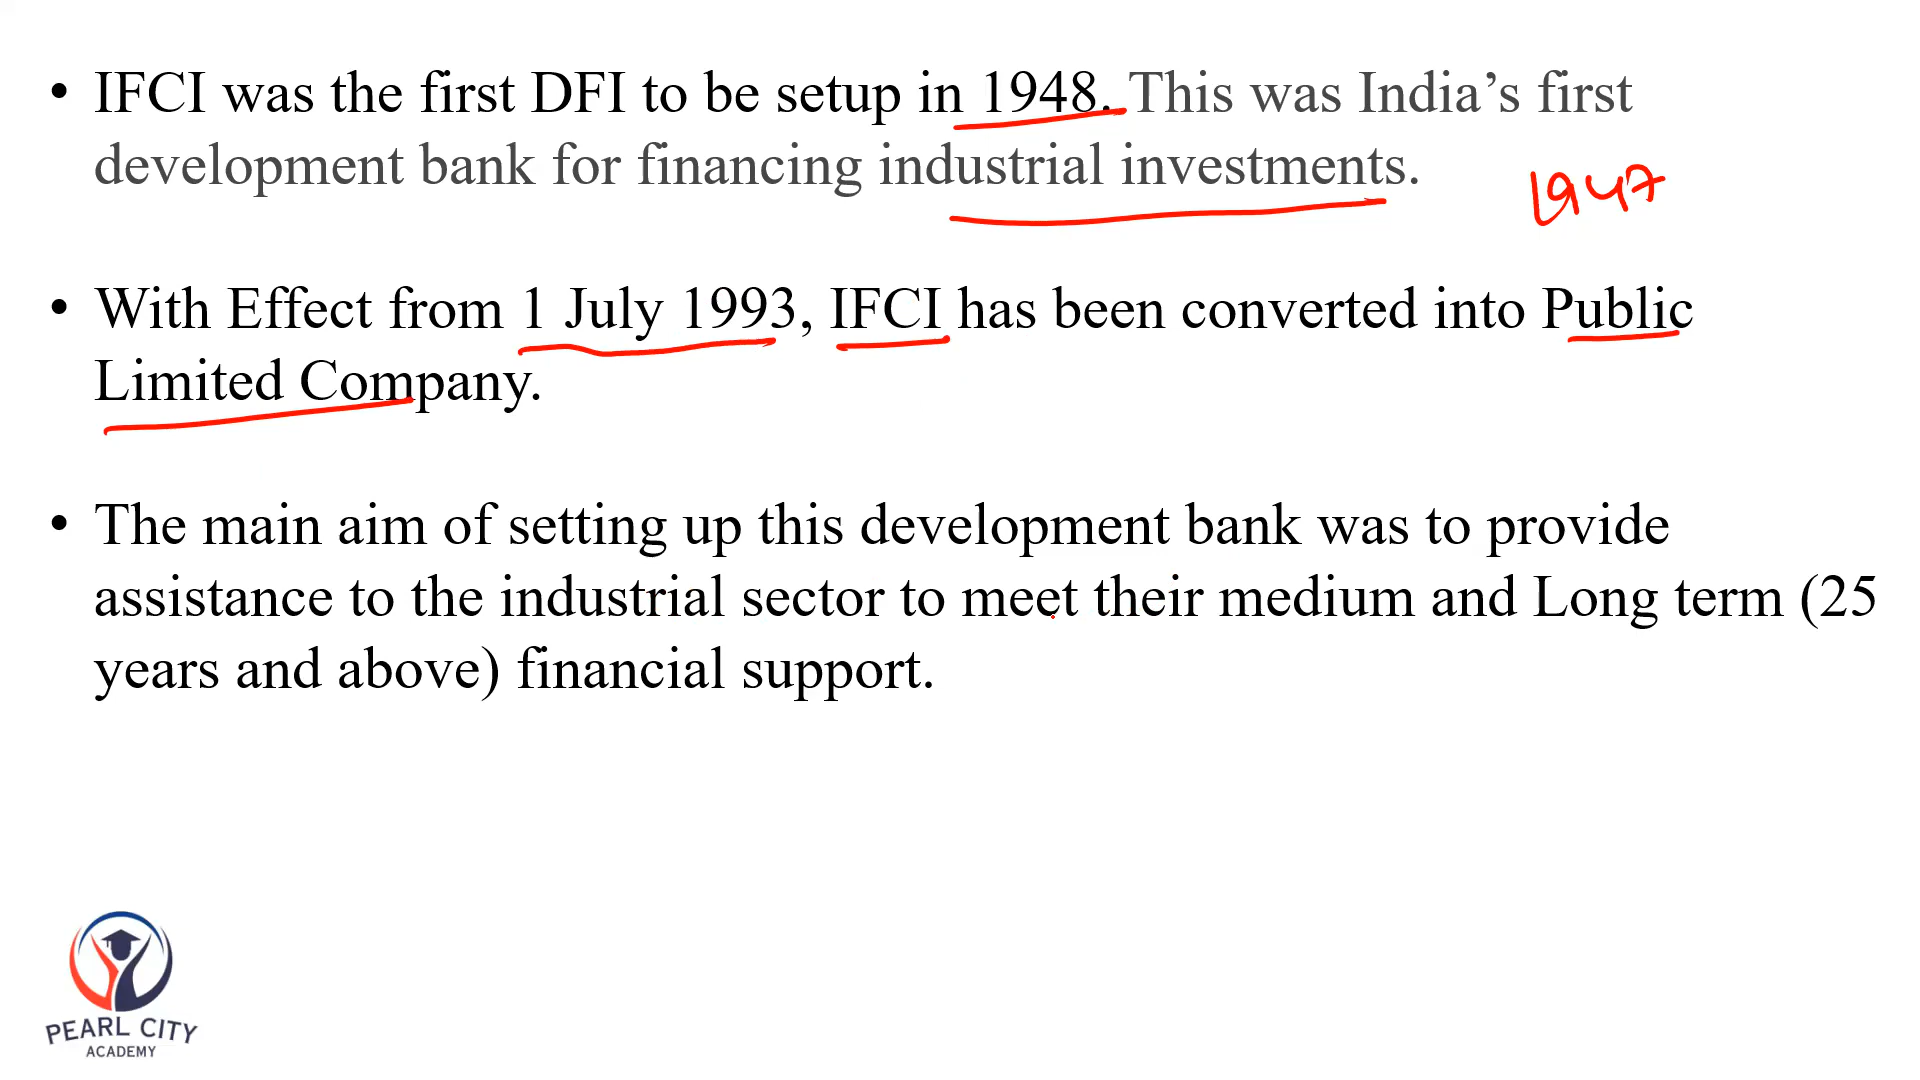 • IFCI was the first DFI to be setup in 1948. This was India’s first
development bank for financing industrial investments.
1947
• With Effect from 1 July 1993, IFCI has been converted into Public
Limited Company.
• The main aim of setting up this development bank was to provide
assistance to the industrial sector to meet their medium and Long term (25
years and above) financial support.
PEARL CITY
ACADEMY